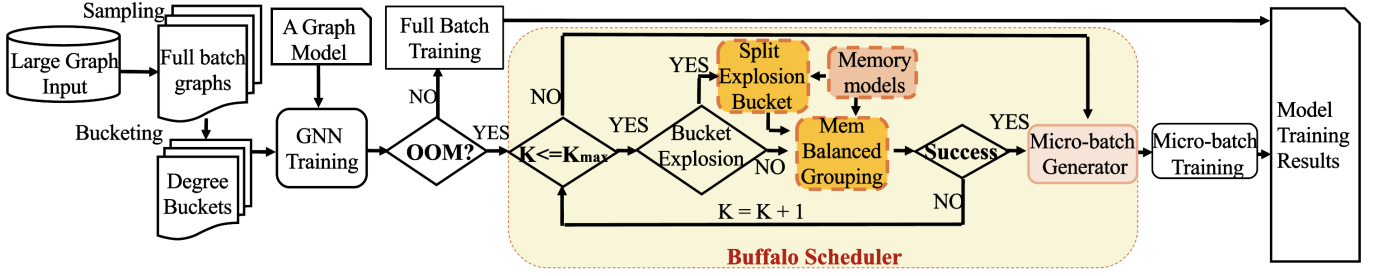 Sampling
Large Graph
Input
Full batch
graphs
Bucketing
Degree
Buckets
A Graph
Model
GNN
Training
Full Batch
Training
NO
OOM?
YES
NO
K<=Kmax
YES
YES
Bucket
Explosion
NO
Split
Explosion
Bucket
Memory
models
Mem
Balanced
Grouping
Success
YES
NO
K = K + 1
Micro-batch
Generator
Micro-batch
Training
Model
Training
Results
Buffalo Scheduler